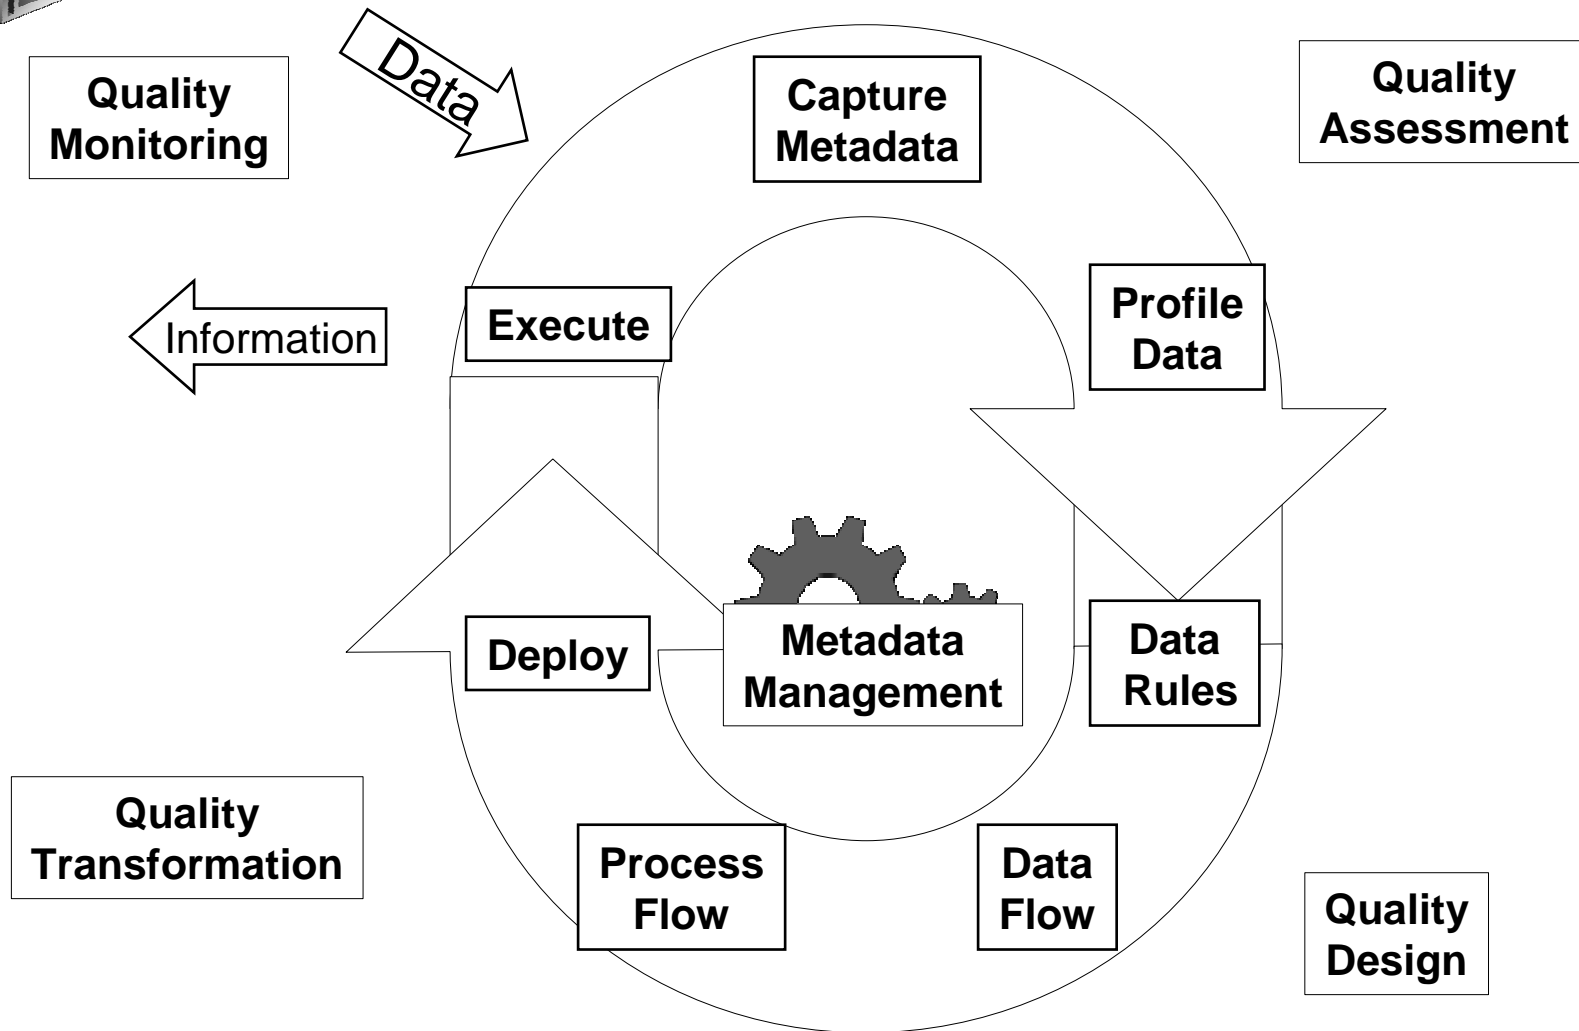 Data
Quality
Monitoring
Capture
Metadata
Quality
Assessment
Information
Execute
Profile
Data
Deploy
Metadata
Management
Data
Rules
Quality
Transformation
Process
Flow
Data
Flow
Quality
Design